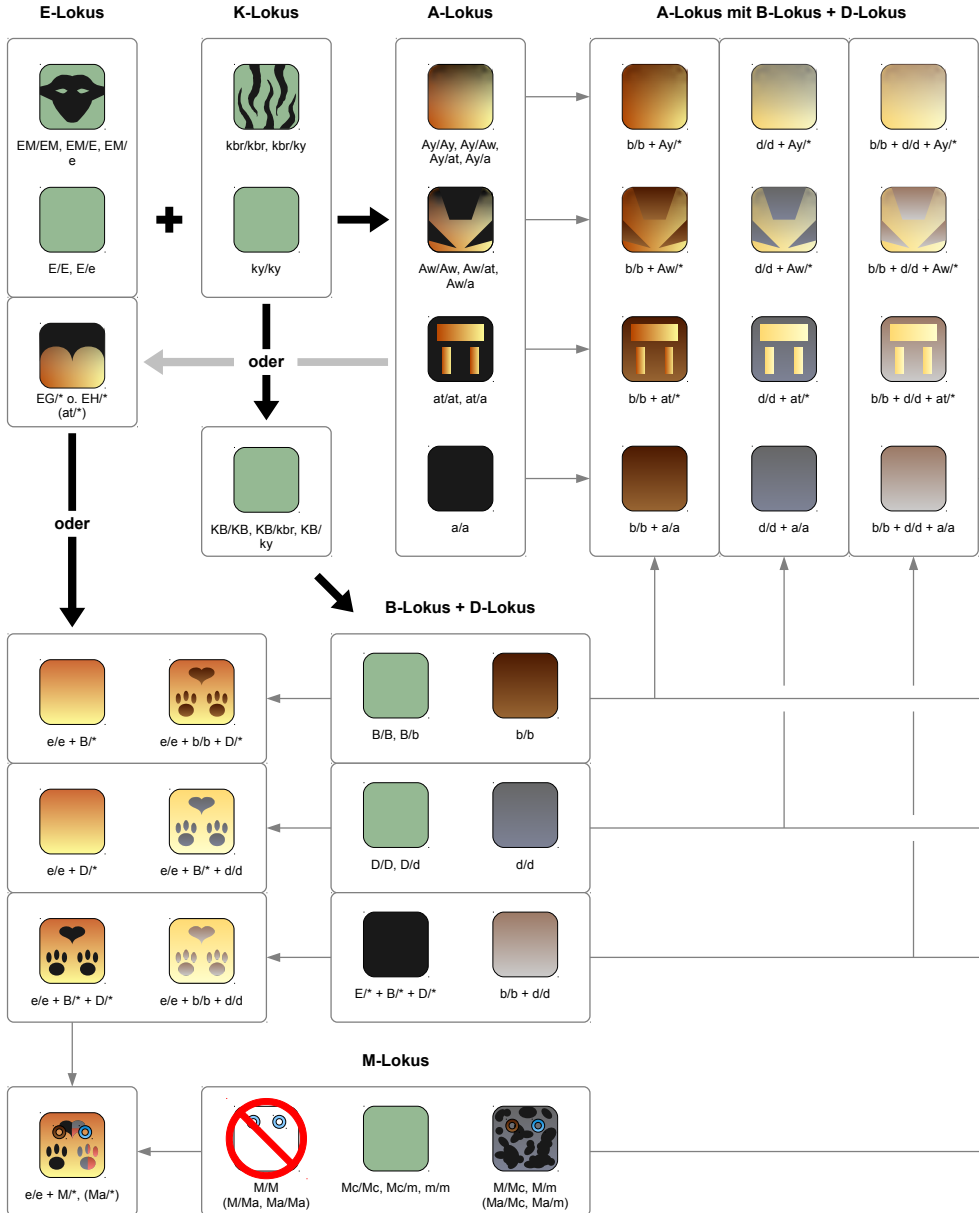 E-Lokus
K-Lokus
A-Lokus
A-Lokus mit B-Lokus + D-Lokus
EM/EM, EM/E, EM/
e
kbr/kbr, kbr/ky
Ay/Ay, Ay/Aw,
Ay/at, Ay/a
b/b + Ay/*
d/d + Ay/*
b/b + d/d + Ay/*
E/E, E/e
ky/ky
Aw/Aw, Aw/at,
Aw/a
b/b + Aw/*
d/d + Aw/*
b/b + d/d + Aw/*
oder
EG/* o. EH/*
(at/*)
at/at, at/a
b/b + at/*
d/d + at/*
b/b + d/d + at/*
oder
KB/KB, KB/kbr, KB/
ky
a/a
b/b + a/a
d/d + a/a
b/b + d/d + a/a
B-Lokus + D-Lokus
e/e + B/*
e/e + b/b + D/*
B/B, B/b
b/b
e/e + D/*
e/e + B/* + d/d
D/D, D/d
d/d
e/e + B/* + D/*
e/e + b/b + d/d
E/* + B/* + D/*
b/b + d/d
M-Lokus
e/e + M/*, (Ma/*)
M/M
(M/Ma, Ma/Ma)
Mc/Mc, Mc/m, m/m
M/Mc, M/m
(Ma/Mc, Ma/m)